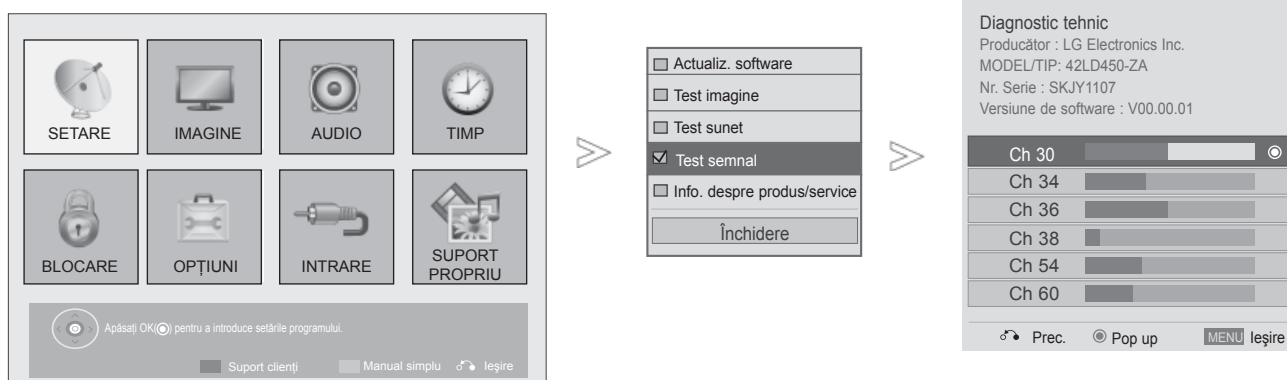 SETARE
IMAGINE
AUDIO
TIMP
BLOCARE
OPȚIUNI
INTRARE
SUPORT
PROPRIU
Apăsați OK(◉) pentru a introduce setările programului.
Suport clienți
Manual simplu
Ieşire
Actualiz. software
Test imagine
Test sunet
Test semnal
Info. despre produs/service
Închidere
Diagnostic tehnic
Producător : LG Electronics Inc.
MODEL/TIP: 42LD450-ZA
Nr. Serie : SKJY1107
Versiune de software : V00.00.01
Ch 30
Ch 34
Ch 36
Ch 38
Ch 54
Ch 60
Prec.
Pop up
MENU Ieşire